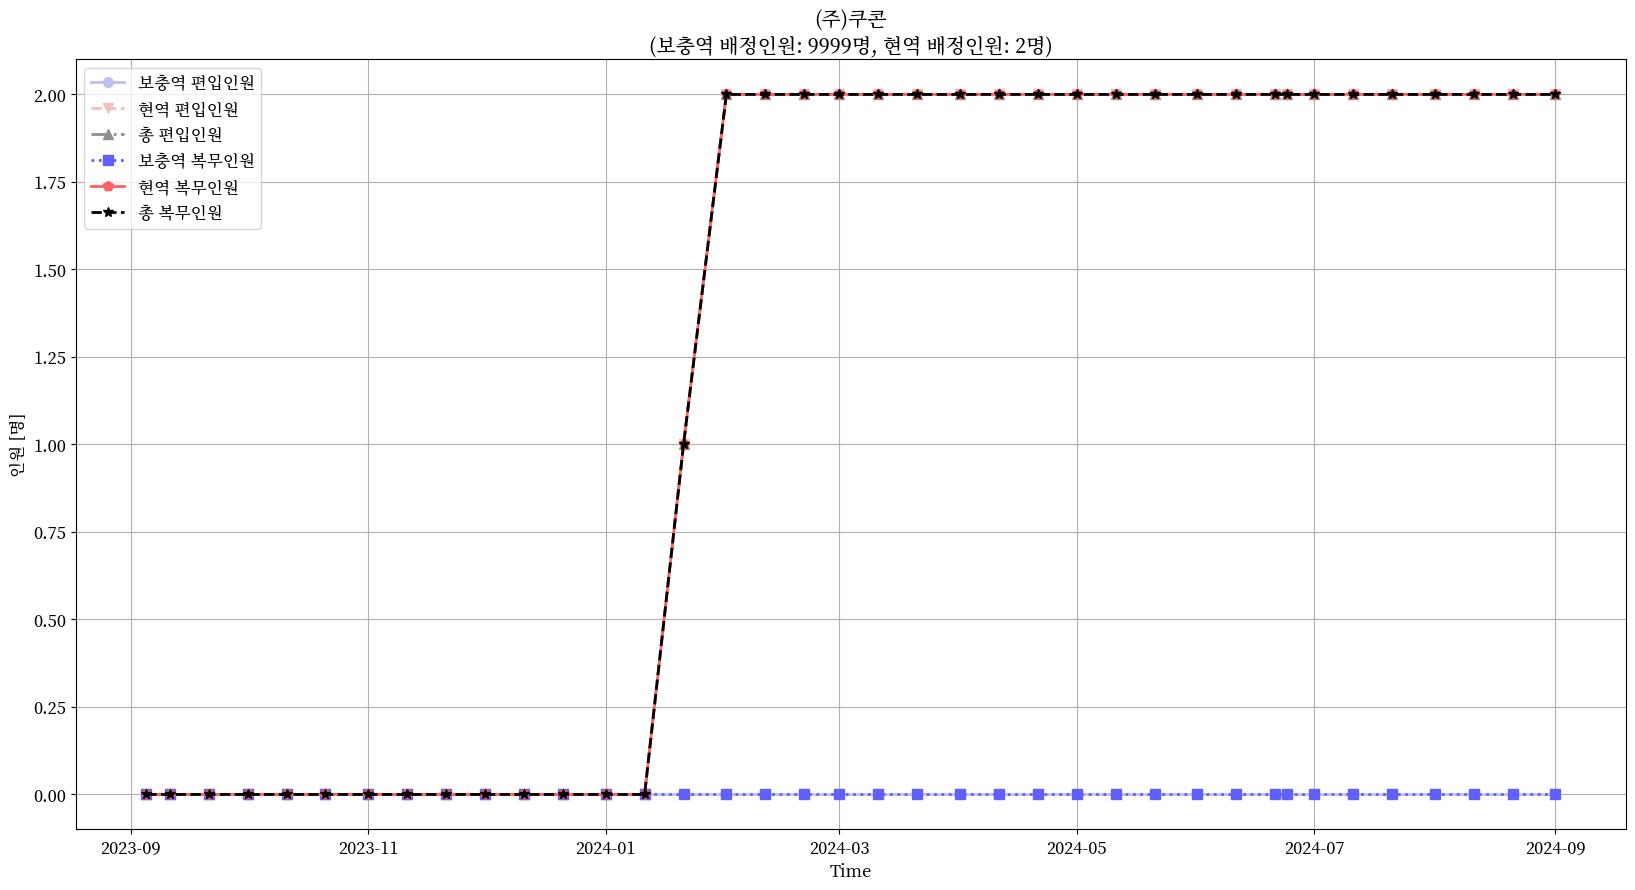 (주)쿠콘
(보충역 배정인원: 9999명, 현역 배정인원: 2명)
보충역 편입인원
현역 편입인원
총 편입인원
보충역 복무인원
현역 복무인원
총 복무인원
2.00
1.75
1.50
1.25
1.00
0.75
0.50
0.25
0.00
인원 [명]
2023-09 2023-11 2024-01 2024-03 2024-05 2024-07 2024-09
Time